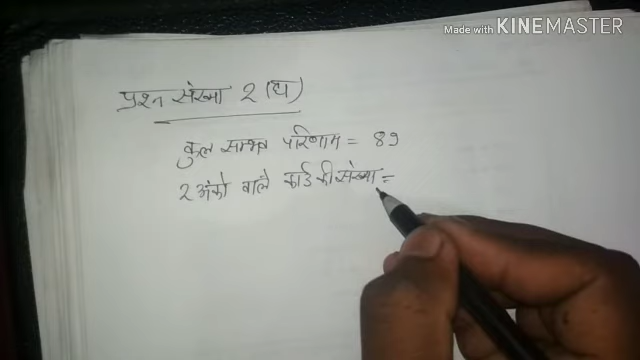 Made with KINEMASTER
प्रश्न संख्या 2 (घ)
कुल सम्भव परिणाम = 89
2 अंको वाले कार्ड की संख्या =